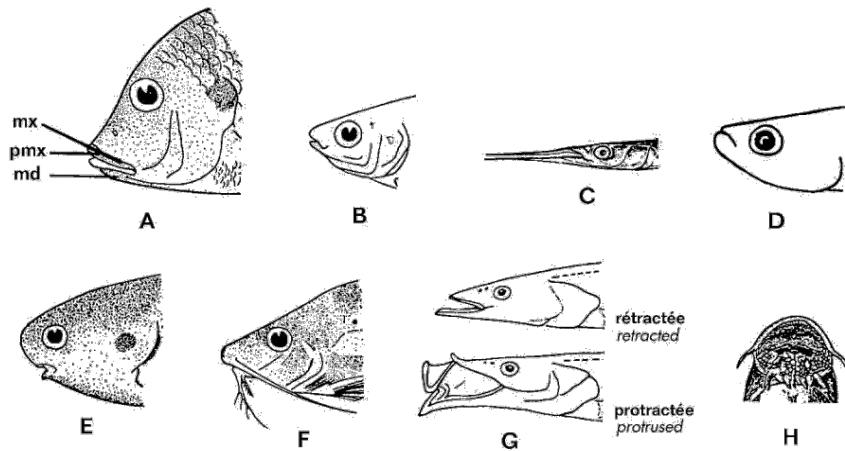 mx
pmx
md
A
B
C
D
E
F
rétractée
retracted
protractée
protrused
G
H